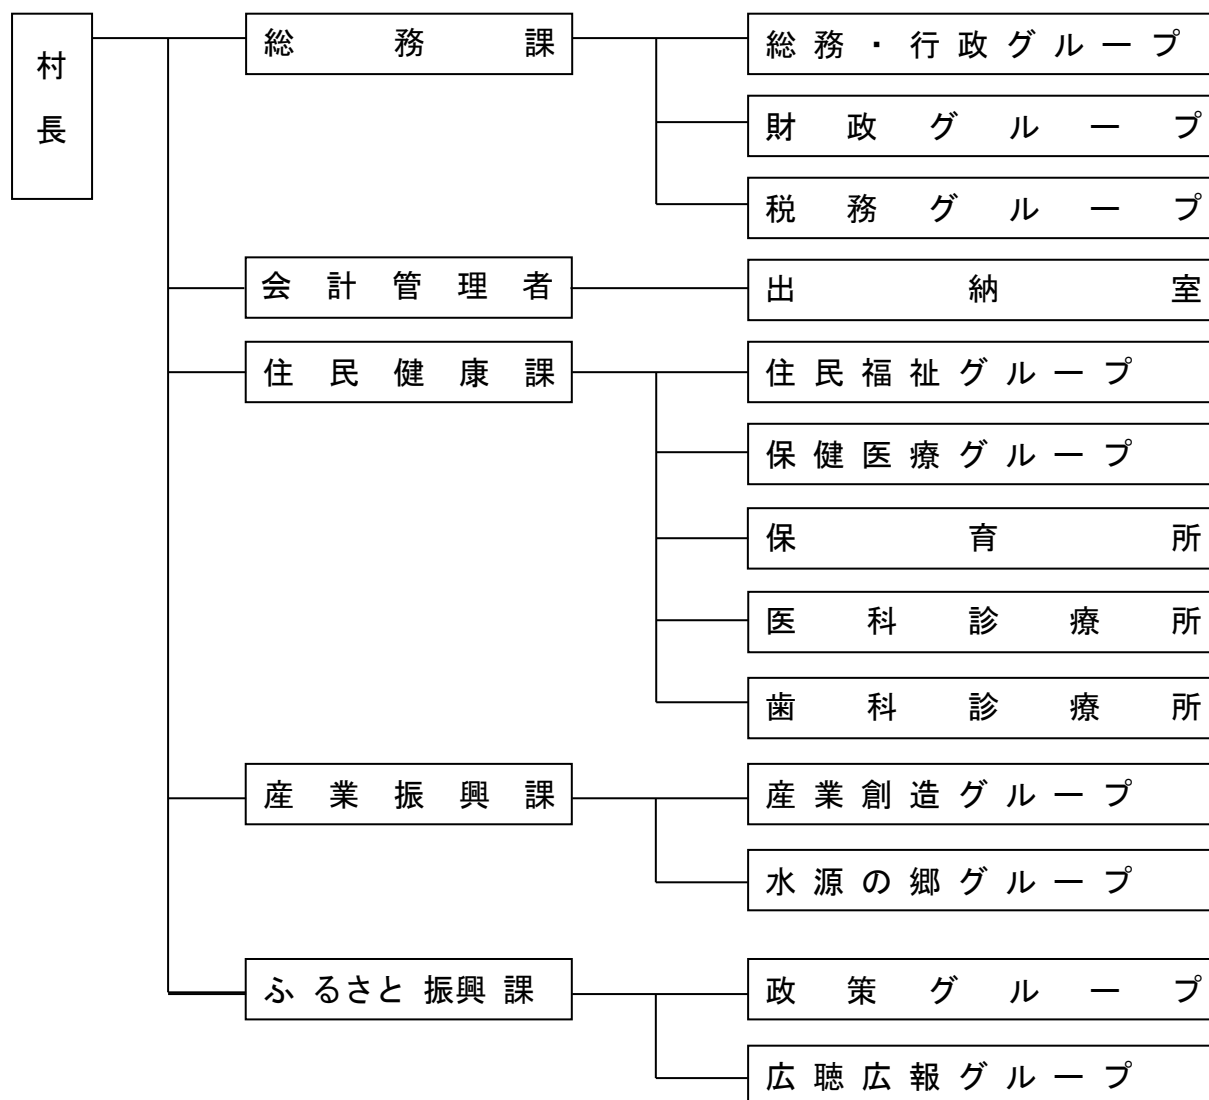 村長
総務課
総務・行政グループ
財政グループ
税務グループ
会計管理者
出納室
住民健康課
住民福祉グループ
保健医療グループ
保育所
医科診療所
歯科診療所
産業振興課
産業創造グループ
水源の郷グループ
ふるさと振興課
政策グループ
広聴広報グループ